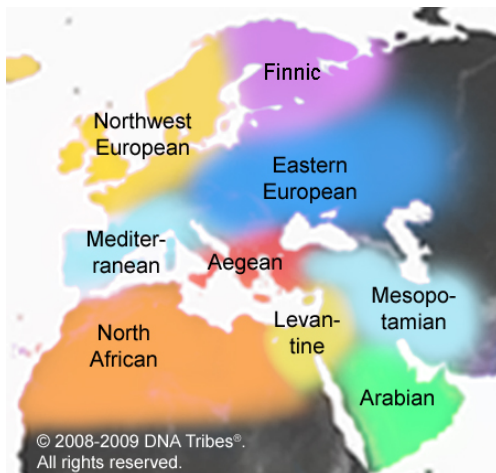 Finnic
Northwest
European
Eastern
European
Mediter-
ranean
Aegean
Mesopo-
tamian
Levan-
tine
North
African
Arabian
© 2008-2009 DNA Tribes®.
All rights reserved.